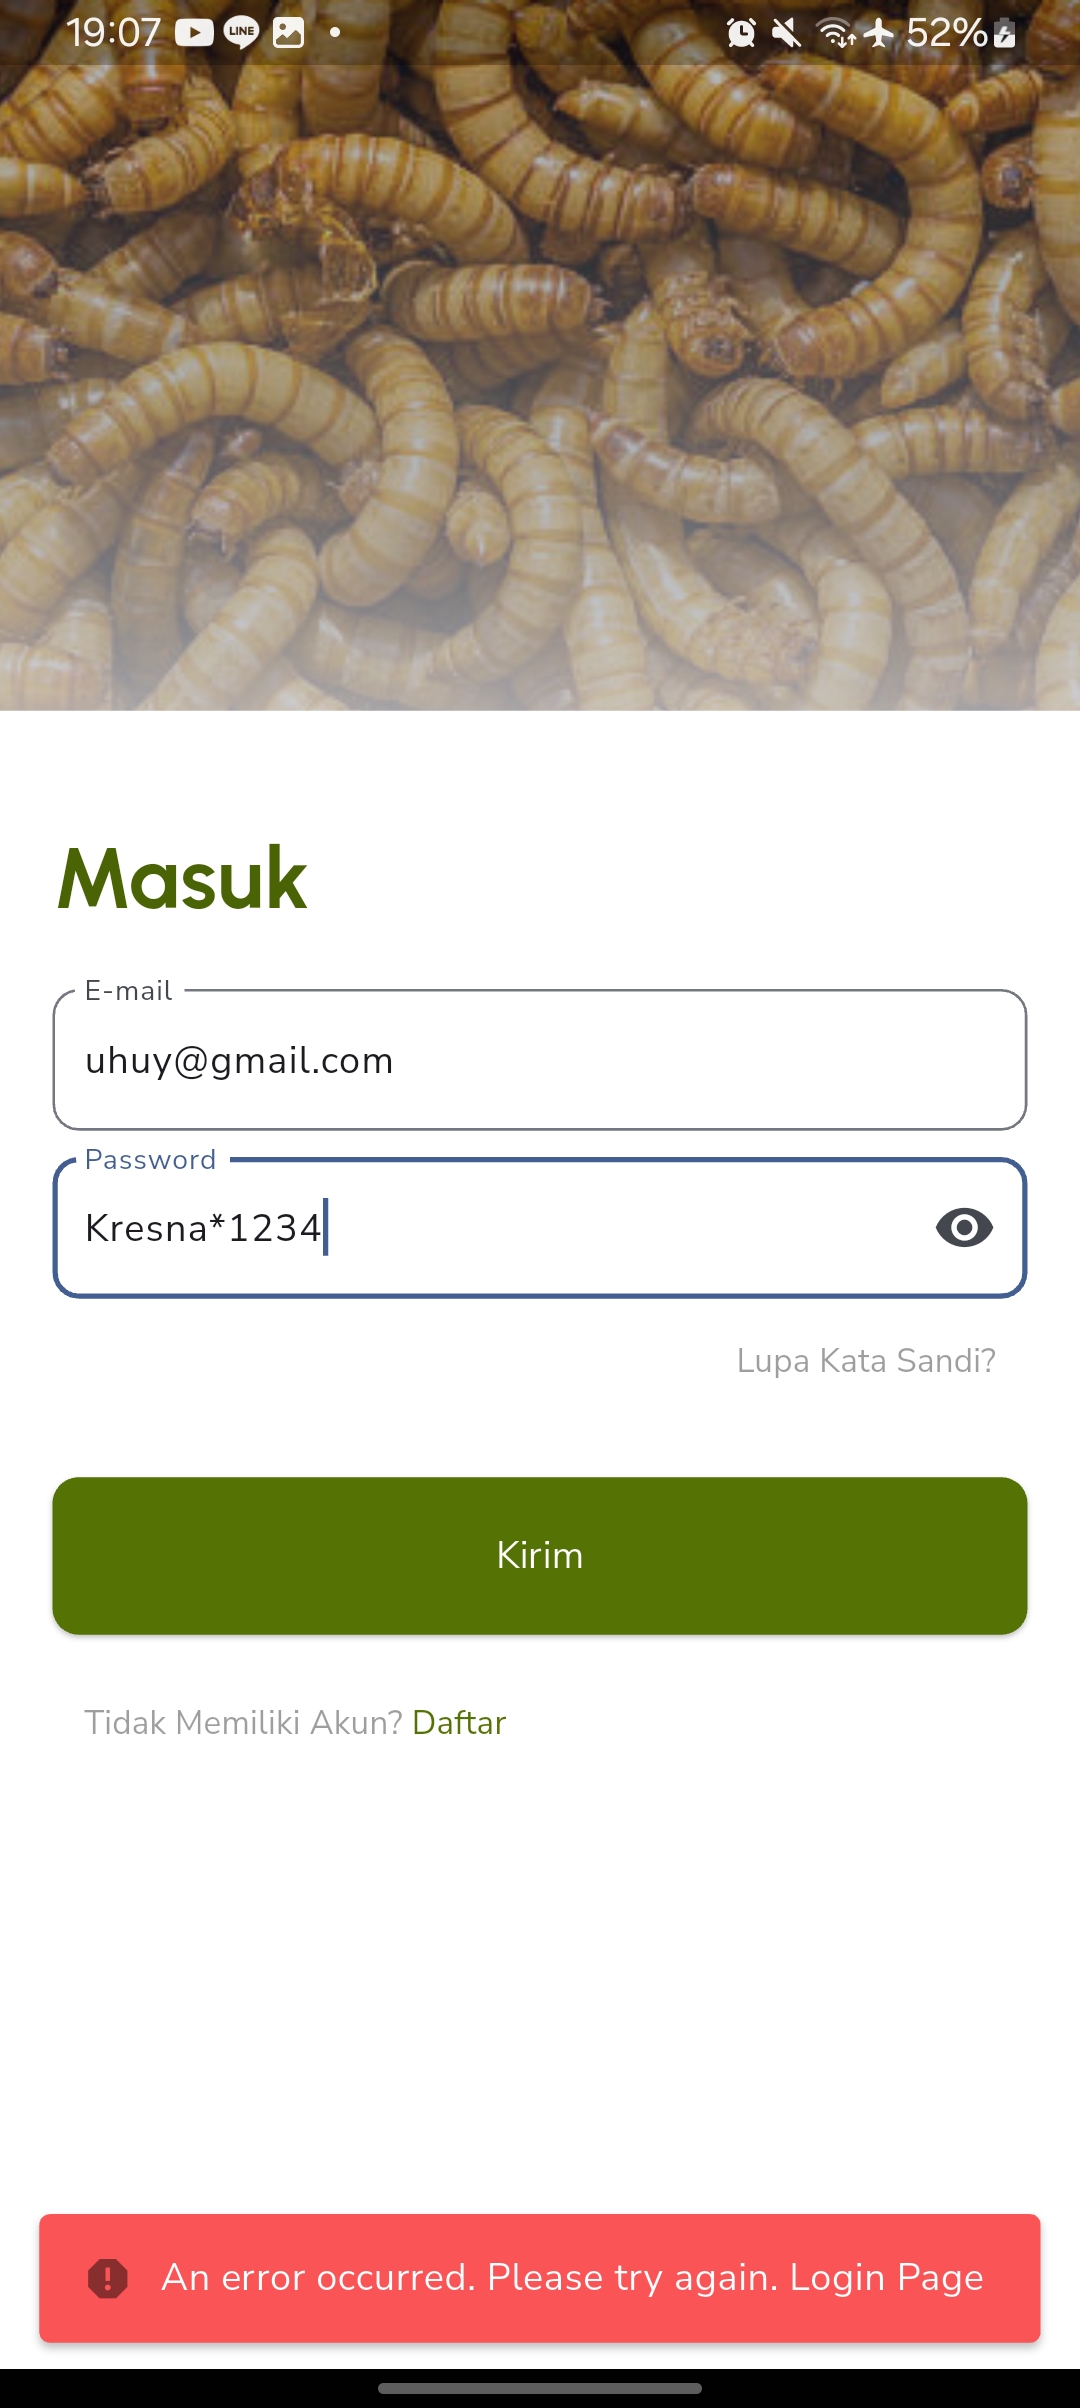 19:07 LINE 52%
Masuk
E-mail
uhuy@gmail.com
Password
Kresna*1234
Lupa Kata Sandi?
Kirim
Tidak Memiliki Akun? Daftar
An error occurred. Please try again. Login Page